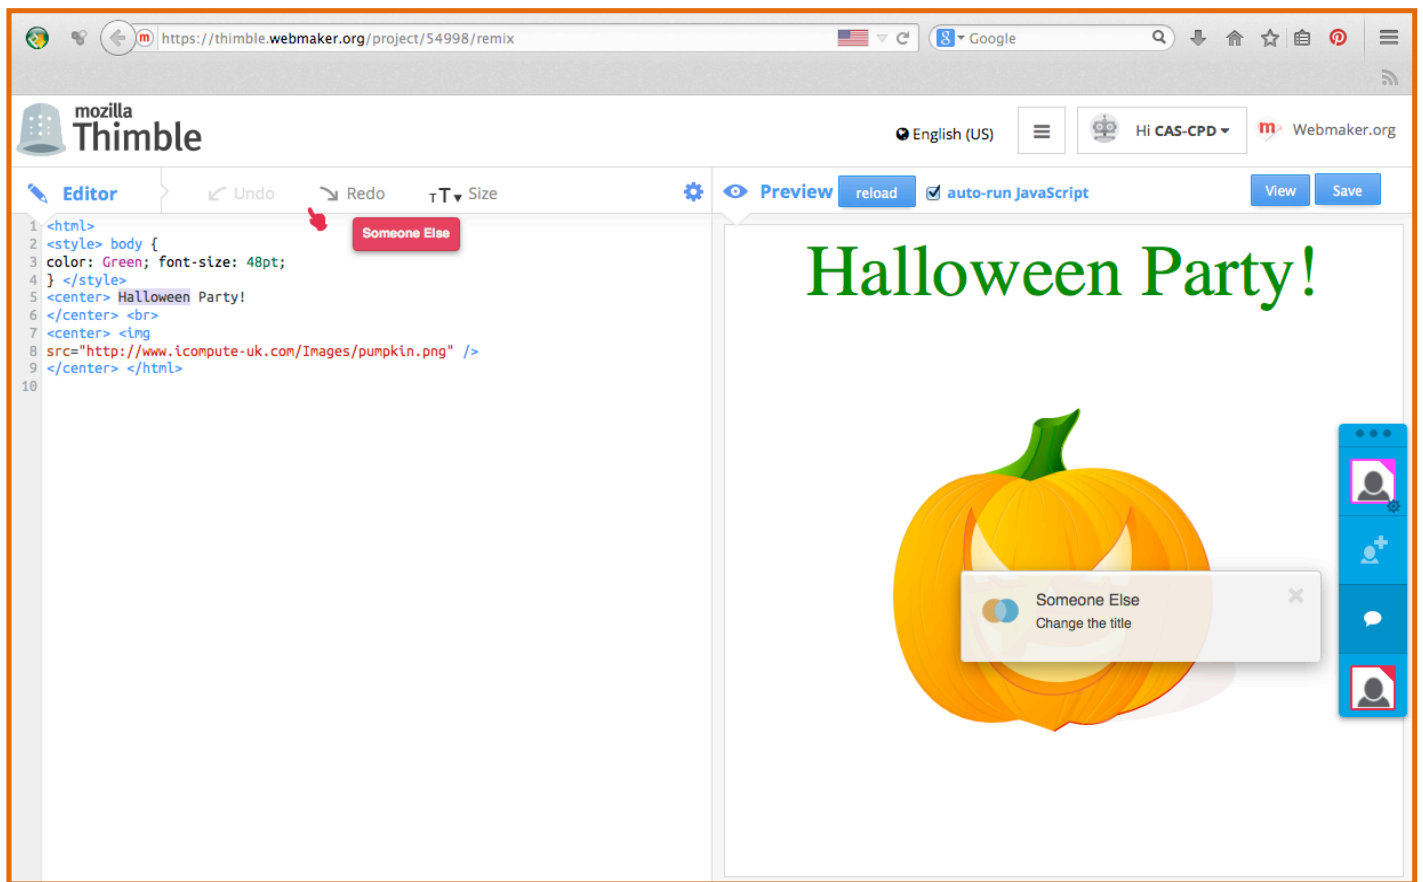 https://thimble.webmaker.org/project/54998/remix
Google
mozilla
Thimble
English (US)
Hi CAS-CPD
Webmaker.org
Editor
Undo
Redo
TT Size
Preview
reload
auto-run JavaScript
View
Save
Someone Else
1 <html>
2 <style> body {
3 color: Green; font-size: 48pt;
4 } </style>
5 <center> Halloween Party!
6 </center> <br>
7 <center> <img
8 src="http://www.icompute-uk.com/Images/pumpkin.png" />
9 </center> </html>
10
Halloween Party!
Someone Else
Change the title